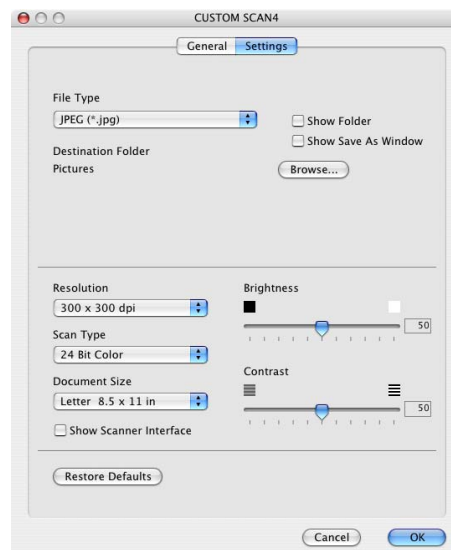 CUSTOM SCAN4
General Settings
File Type
JPEG (*.jpg)
Show Folder
Show Save As Window
Destination Folder
Pictures
Browse...
Resolution
300 x 300 dpi
Scan Type
24 Bit Color
Document Size
Letter 8.5 x 11 in
Show Scanner Interface
Brightness
50
Contrast
50
Restore Defaults
Cancel OK